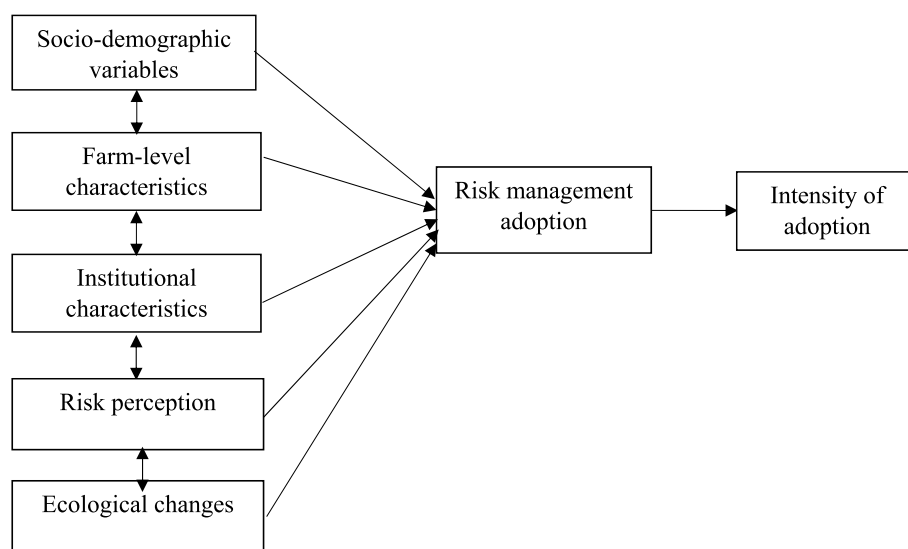 Socio-demographic
variables
Farm-level
characteristics
Institutional
characteristics
Risk perception
Ecological changes
Risk management
adoption
Intensity of
adoption